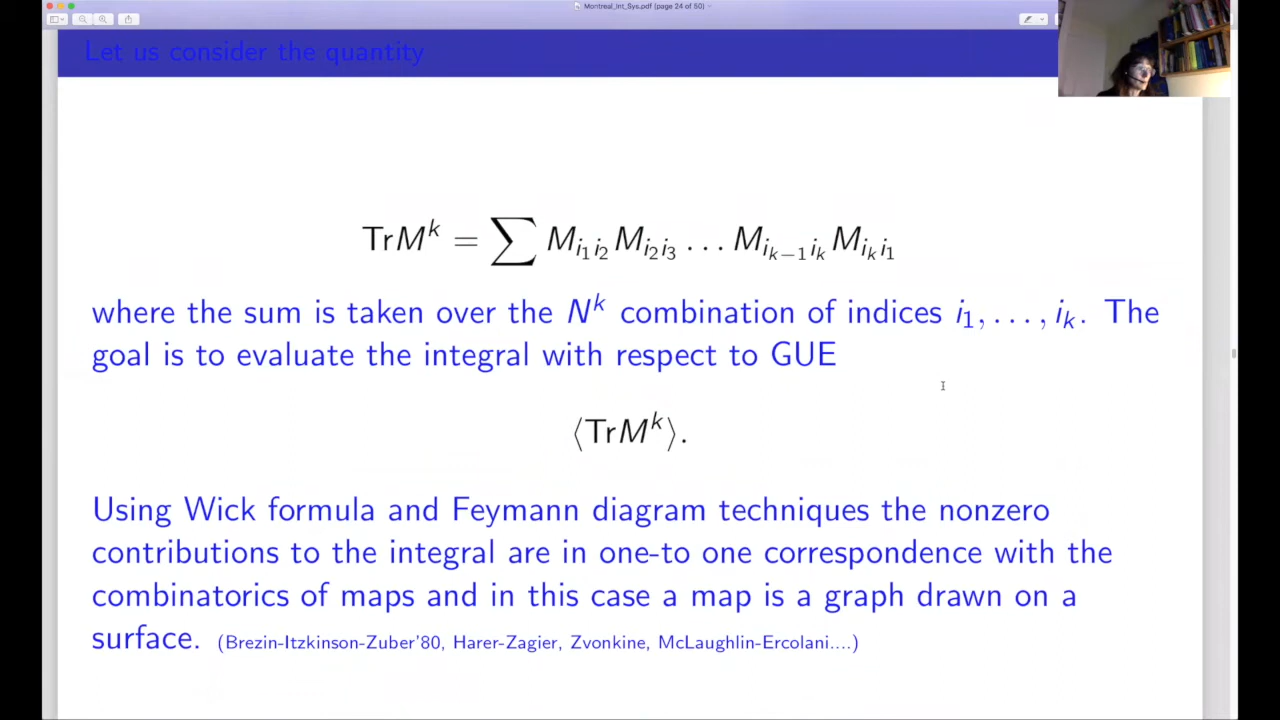 Montreal_Int_Sys.pdf (page 24 of 50)
Let us consider the quantity
TrM^k = ∑ M_{i_1 i_2} M_{i_2 i_3} … M_{i_{k−1} i_k} M_{i_k i_1}
where the sum is taken over the N^k combination of indices i_1, …, i_k. The
goal is to evaluate the integral with respect to GUE
⟨TrM^k⟩.
Using Wick formula and Feymann diagram techniques the nonzero
contributions to the integral are in one-to one correspondence with the
combinatorics of maps and in this case a map is a graph drawn on a
surface. (Brezin-Itzkinson-Zuber'80, Harer-Zagier, Zvonkine, McLaughlin-Ercolani....)